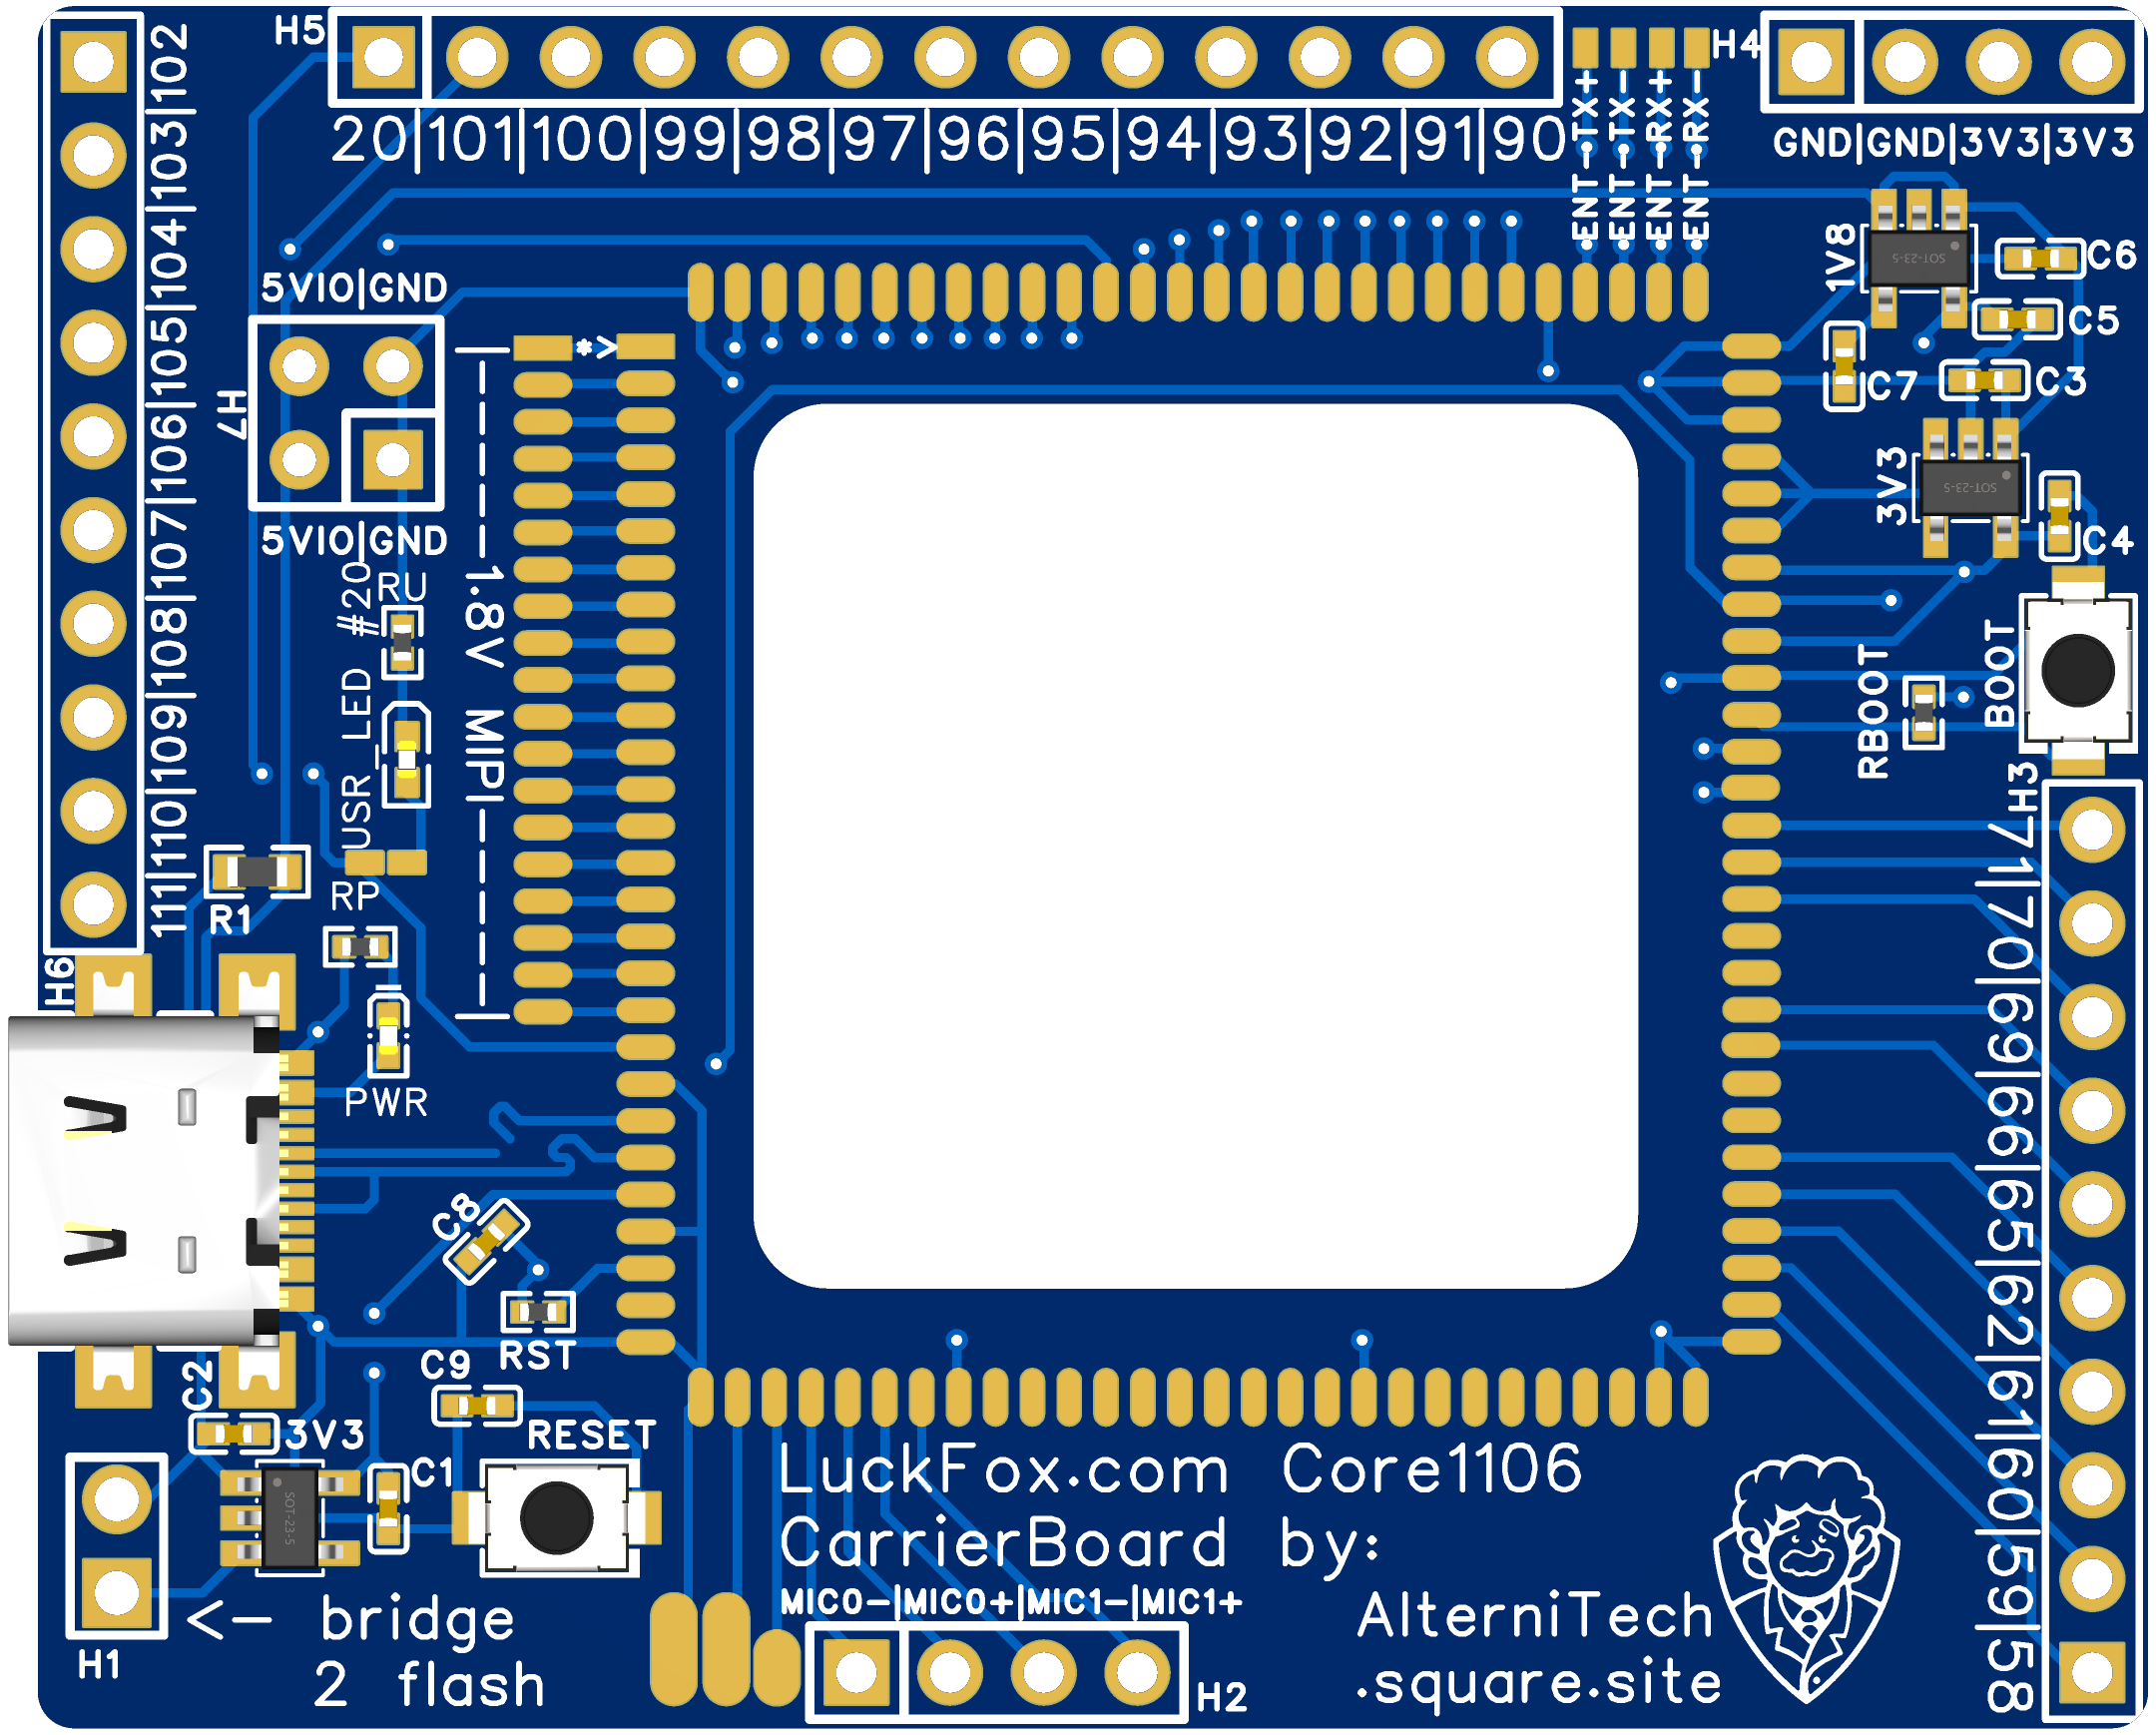 H5
H4
20|101|100|99|98|97|96|95|94|93|92|91|90
ENT-TX+
ENT-TX-
ENT-RX+
ENT-RX-
GND|GND|3V3|3V3
111|110|109|108|107|106|105|104|103|102
H6
5VIO|GND
H7
5VIO|GND
1V8
SOT-23-5
C6
C5
C7
C3
3V3
SOT-23-5
C4
*>
|-----1.8V MIPI------|
#20
RU
USR_LED
RP
R1
PWR
BOOT
RBOOT
H3
71|70|69|66|65|62|61|60|59|58
C8
RST
C9
C2
3V3
SOT-23-5
C1
RESET
<- bridge
2 flash
H1
LuckFox.com Core1106
CarrierBoard by:
AlterniTech
.square.site
MIC0-|MIC0+|MIC1-|MIC1+
H2